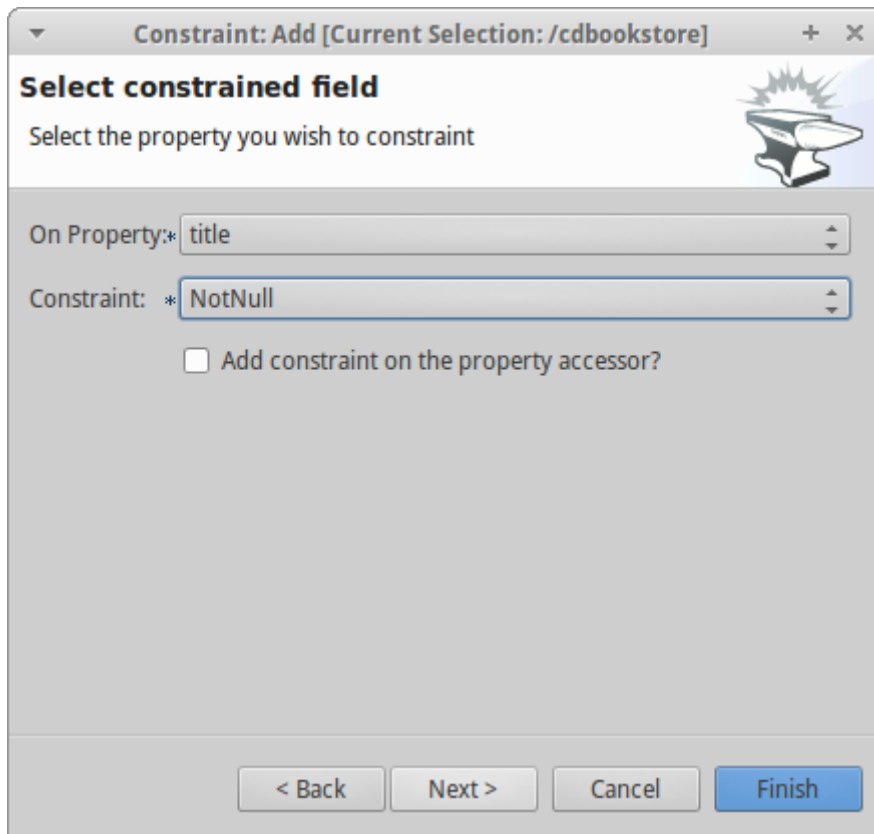 Constraint: Add [Current Selection: /cdbookstore]
Select constrained field
Select the property you wish to constraint
On Property:* title
Constraint: * NotNull
Add constraint on the property accessor?
< Back Next > Cancel Finish